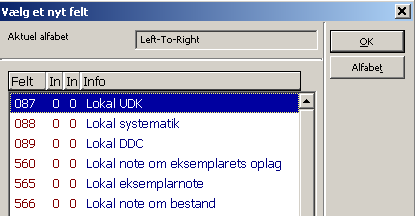 Vælg et nyt felt
Aktuel alfabet
Left-To-Right
OK
Alfabet
Felt In In Info
087 0 0 Lokal UDK
088 0 0 Lokal systematik
089 0 0 Lokal DDC
560 0 0 Lokal note om eksemplarets oplag
565 0 0 Lokal eksemplarnote
566 0 0 Lokal note om bestand